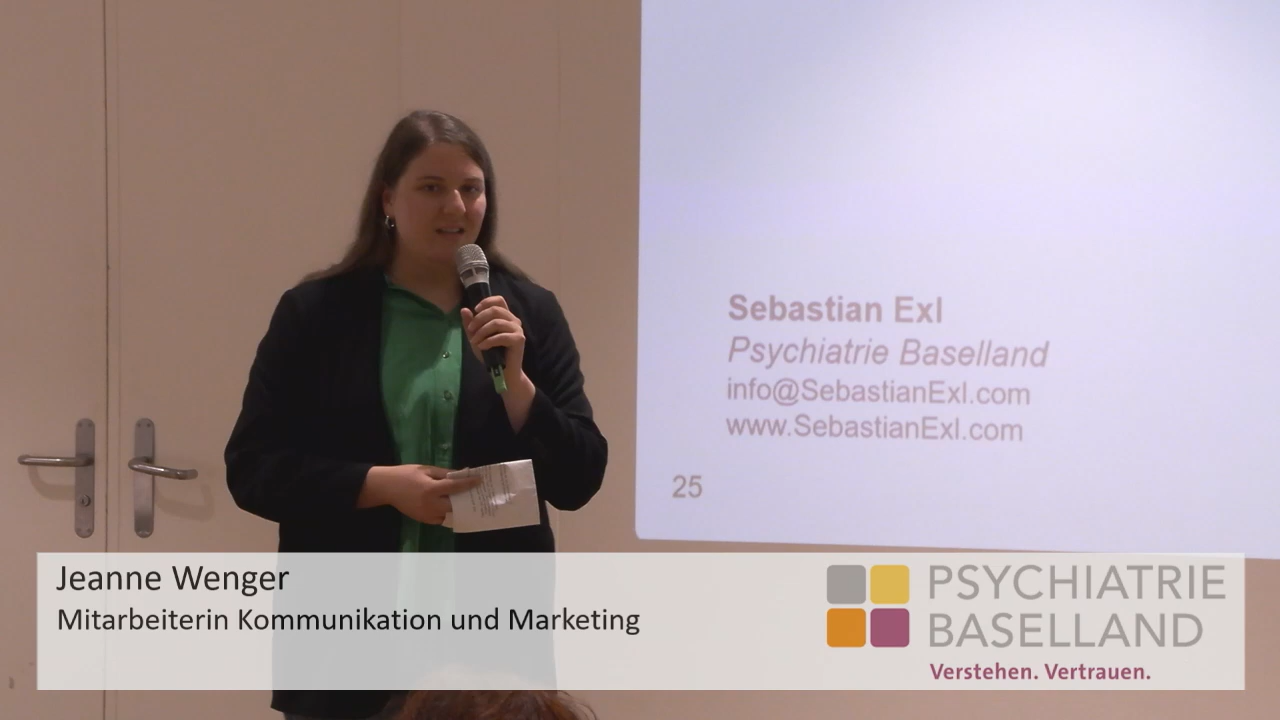 Sebastian Exl
Psychiatrie Baselland
info@SebastianExl.com
www.SebastianExl.com
25
Jeanne Wenger
Mitarbeiterin Kommunikation und Marketing
PSYCHIATRIE
BASELLAND
Verstehen. Vertrauen.